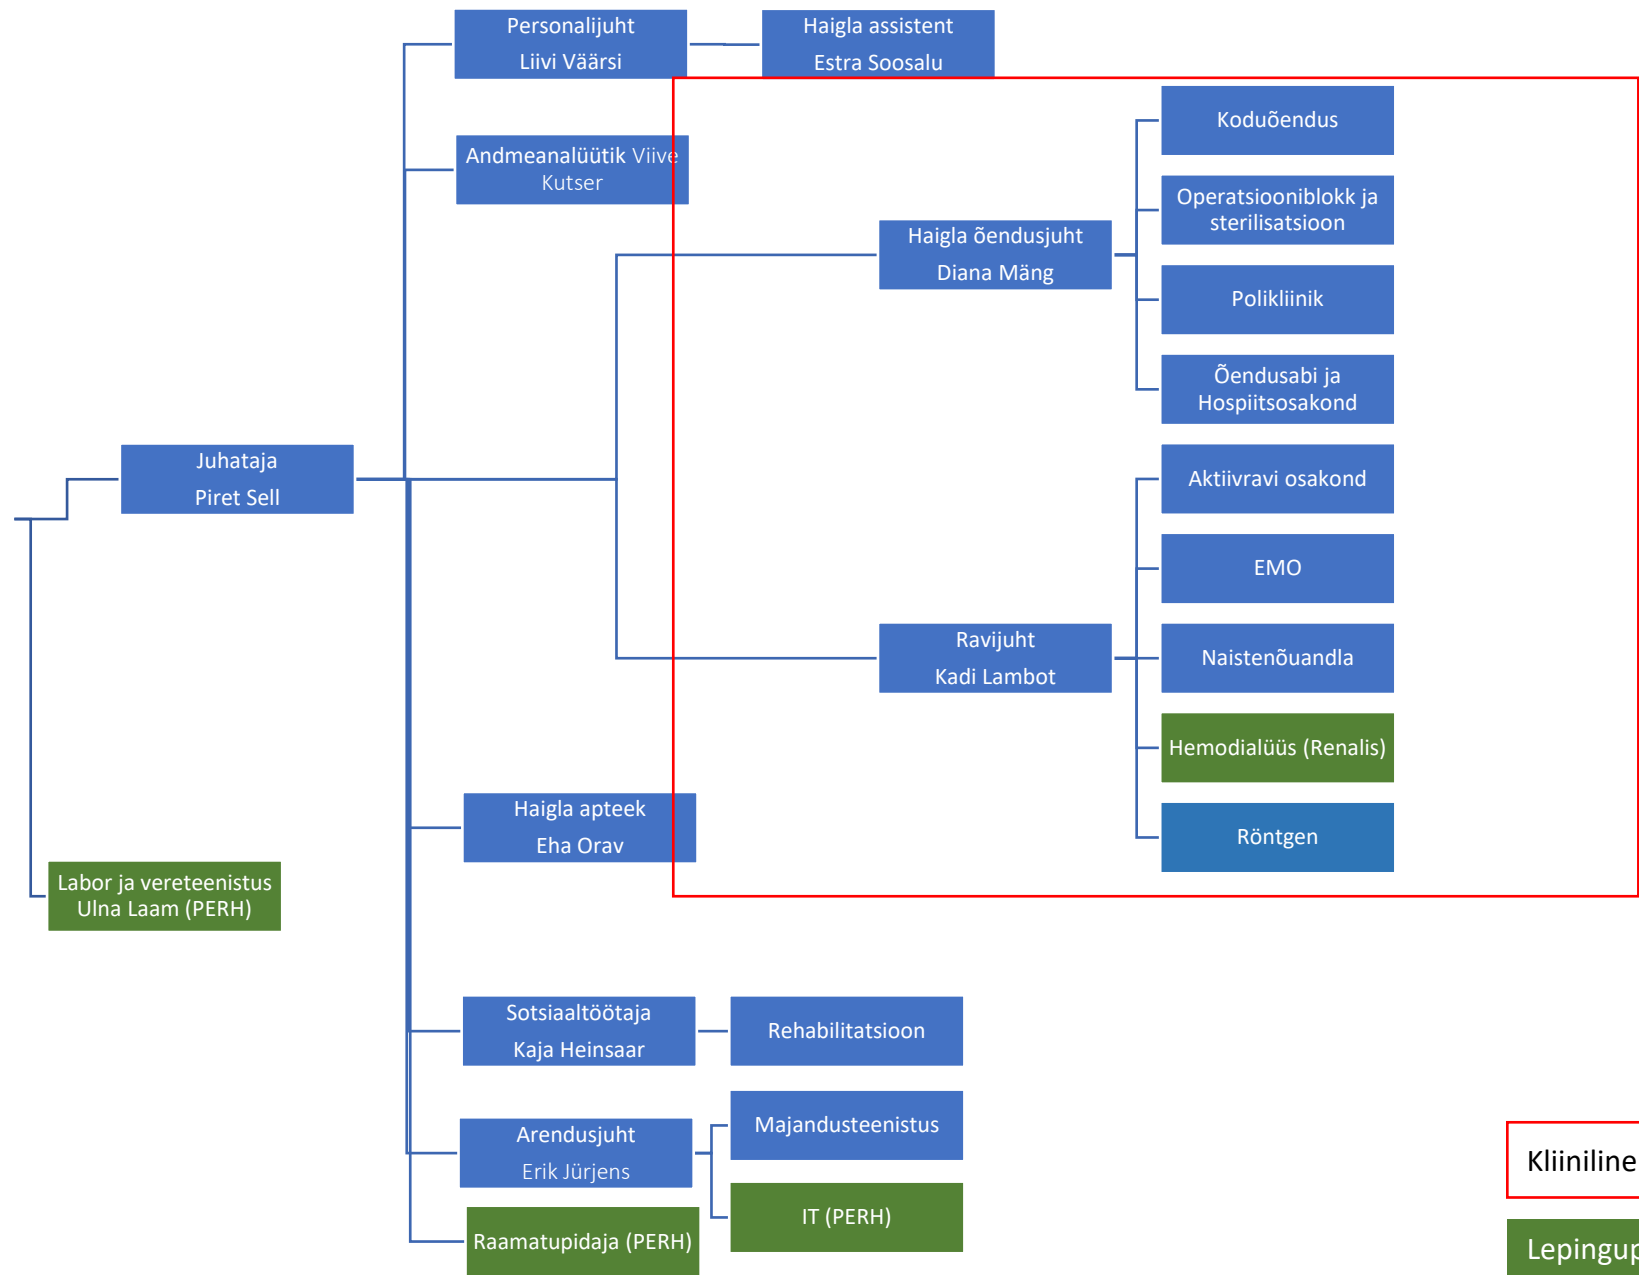 Personalijuht
Liivi Väärsi
Haigla assistent
Estra Soosalu
Andmeanalüütik Viive
Kutser
Koduõendus
Operatsiooniblokk ja
sterilisatsioon
Haigla õendusjuht
Diana Mäng
Polikliinik
Õendusabi ja
Hospiitsosakond
Juhataja
Piret Sell
Aktiivravi osakond
EMO
Ravijuht
Kadi Lambot
Naistenõuandla
Hemodialüüs (Renalis)
Haigla apteek
Eha Orav
Röntgen
Labor ja vereteenistus
Ulna Laam (PERH)
Sotsiaaltöötaja
Kaja Heinsaar
Rehabilitatsioon
Arendusjuht
Erik Jürjens
Majandusteenistus
IT (PERH)
Raamatupidaja (PERH)
Kliiniline